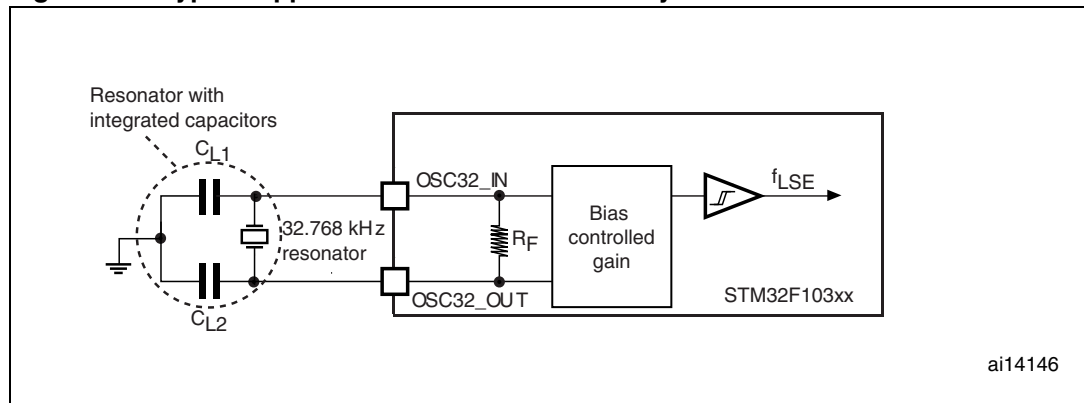 Resonator with
integrated capacitors
CL1
OSC32_IN
fLSE
32.768 kHz
resonator
RF
Bias
controlled
gain
OSC32_OUT
STM32F103xx
CL2
ai14146